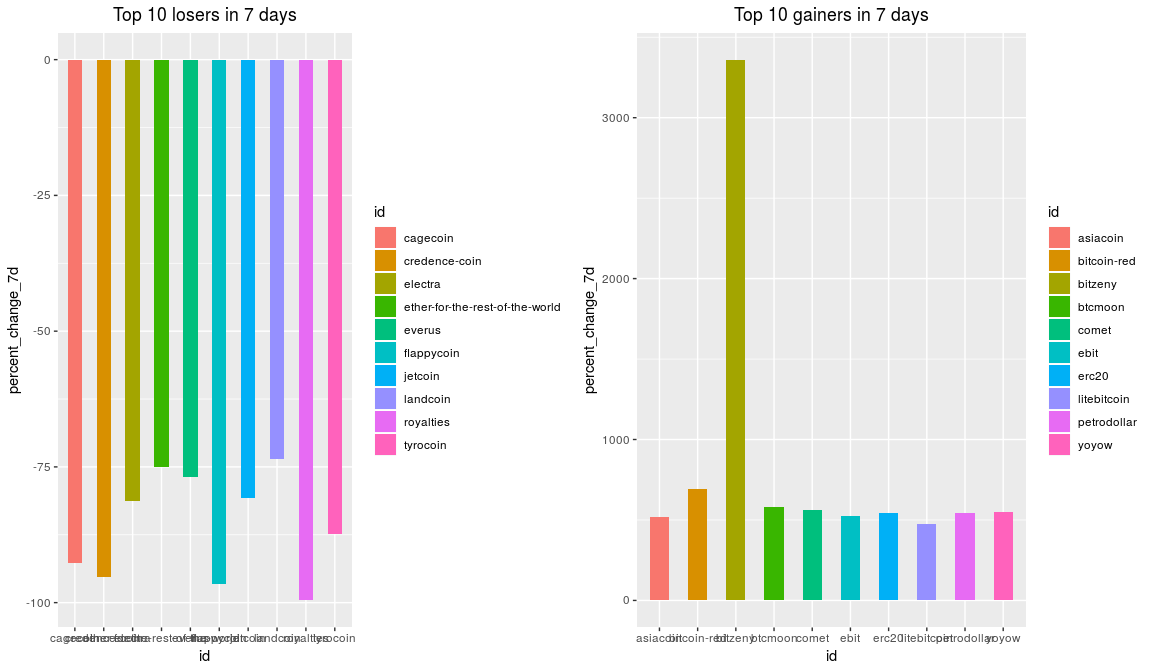 Top 10 losers in 7 days
percent_change_7d
0
-25
-50
-75
-100
landcoin
royalties
tyrocoin
id
id
cagecoin
credence-coin
electra
ether-for-the-rest-of-the-world
everus
flappycoin
jetcoin
landcoin
royalties
tyrocoin
Top 10 gainers in 7 days
percent_change_7d
3000
2000
1000
0
asiacoin
bitcoin-red
bitzeny
btcmoon
comet
ebit
erc20
litebitcoin
petrodollar
yoyow
id
id
asiacoin
bitcoin-red
bitzeny
btcmoon
comet
ebit
erc20
litebitcoin
petrodollar
yoyow